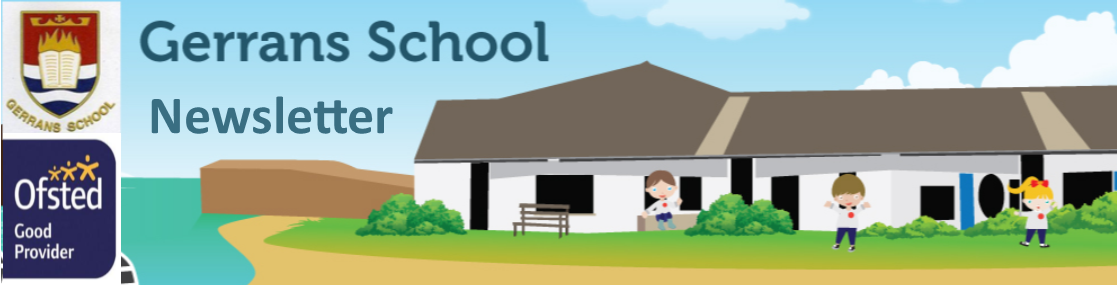 Gerrans School
Newsletter
GERRANS SCHOOL
Ofsted
Good
Provider